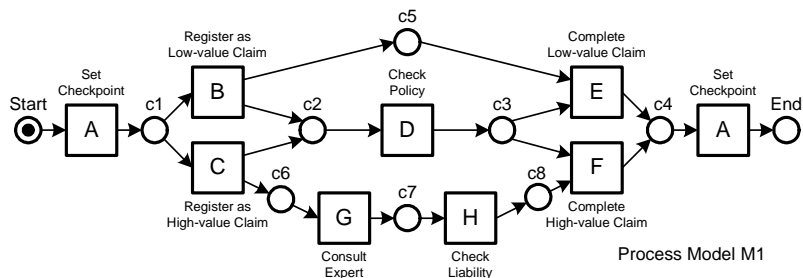 c5
Register as
Low-value Claim
Complete
Low-value Claim
Set
Checkpoint
Check
Policy
Set
Checkpoint
Start
c1
B
c2
c3
E
c4
End
A
D
A
C
c6
c7
c8
F
Register as
High-value Claim
G
H
Complete
High-value Claim
Consult
Expert
Check
Liability
Process Model M1